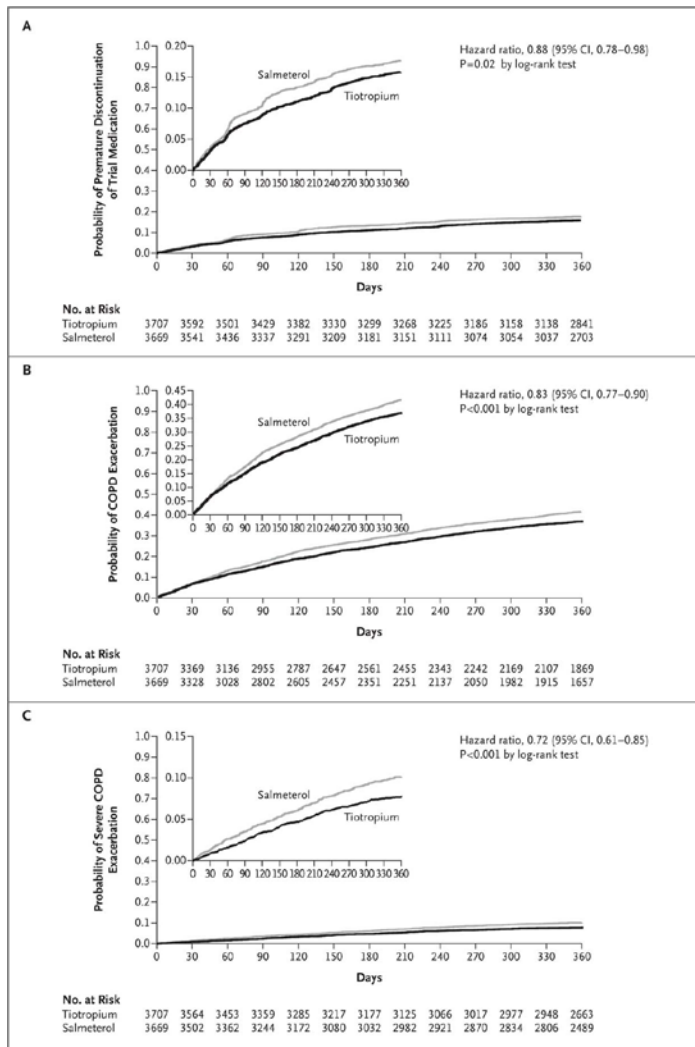 A
Probability of Premature Discontinuation
of Trial Medication
1.0
0.9
0.8
0.7
0.6
0.5
0.4
0.3
0.2
0.1
0.0
0.20
0.15
0.10
0.05
0.00
Salmeterol
Tiotropium
0 30 60 90 120 150 180 210 240 270 300 330 360
Hazard ratio, 0.88 (95% CI, 0.78–0.98)
P=0.02 by log-rank test
0 30 60 90 120 150 180 210 240 270 300 330 360
Days
No. at Risk
Tiotropium 3707 3592 3501 3429 3382 3330 3299 3268 3225 3186 3158 3138 2841
Salmeterol 3669 3541 3436 3337 3291 3209 3181 3151 3111 3074 3054 3037 2703
B
Probability of COPD Exacerbation
1.0
0.9
0.8
0.7
0.6
0.5
0.4
0.3
0.2
0.1
0.0
0.45
0.40
0.35
0.30
0.25
0.20
0.15
0.10
0.05
0.00
Salmeterol
Tiotropium
0 30 60 90 120 150 180 210 240 270 300 330 360
Hazard ratio, 0.83 (95% CI, 0.77–0.90)
P<0.001 by log-rank test
0 30 60 90 120 150 180 210 240 270 300 330 360
Days
No. at Risk
Tiotropium 3707 3369 3136 2955 2787 2647 2561 2455 2343 2242 2169 2107 1869
Salmeterol 3669 3328 3028 2802 2605 2457 2351 2251 2137 2050 1982 1915 1657
C
Probability of Severe COPD
Exacerbation
1.0
0.9
0.8
0.7
0.6
0.5
0.4
0.3
0.2
0.1
0.0
0.15
0.10
0.05
0.00
Salmeterol
Tiotropium
0 30 60 90 120 150 180 210 240 270 300 330 360
Hazard ratio, 0.72 (95% CI, 0.61–0.85)
P<0.001 by log-rank test
0 30 60 90 120 150 180 210 240 270 300 330 360
Days
No. at Risk
Tiotropium 3707 3564 3453 3359 3285 3217 3177 3125 3066 3017 2977 2948 2663
Salmeterol 3669 3502 3362 3244 3172 3080 3032 2982 2921 2870 2834 2806 2489